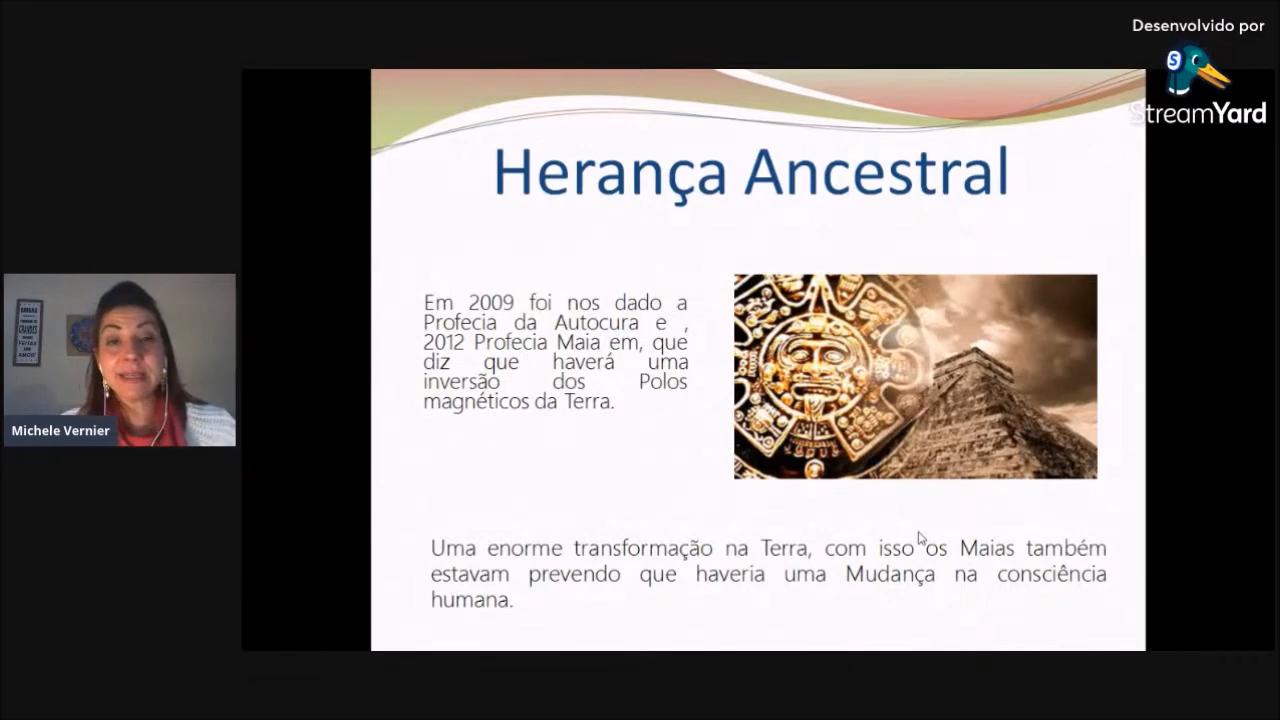 Desenvolvido por
StreamYard
Herança Ancestral
Em 2009 foi nos dado a
Profecia da Autocura e ,
2012 Profecia Maia em, que
diz que haverá uma
inversão dos Polos
magnéticos da Terra.
Michele Vernier
Uma enorme transformação na Terra, com isso os Maias também
estavam prevendo que haveria uma Mudança na consciência
humana.